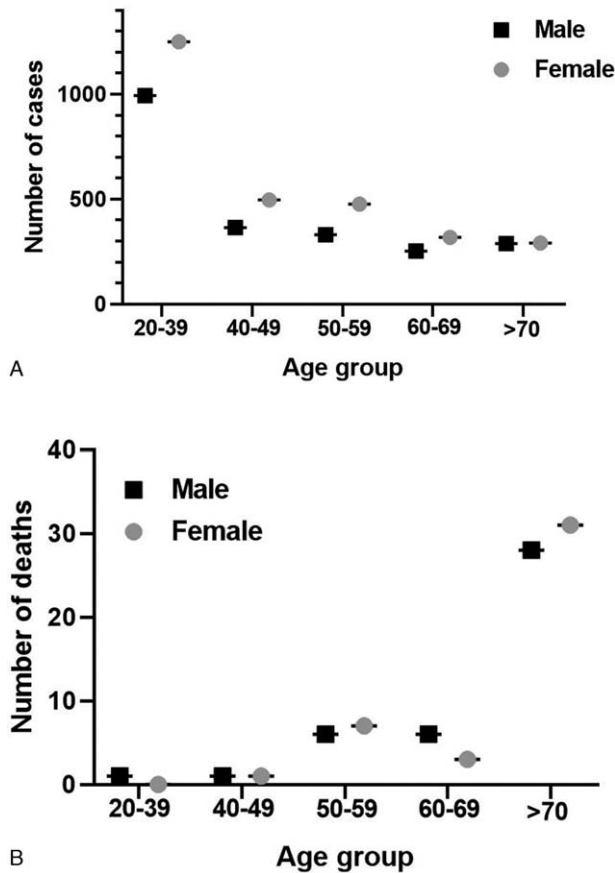 Male
Female
Number of cases
1000
500
0
20-39 40-49 50-59 60-69 >70
Age group
A
40
30
20
10
0
Male
Female
Number of deaths
20-39 40-49 50-59 60-69 >70
Age group
B